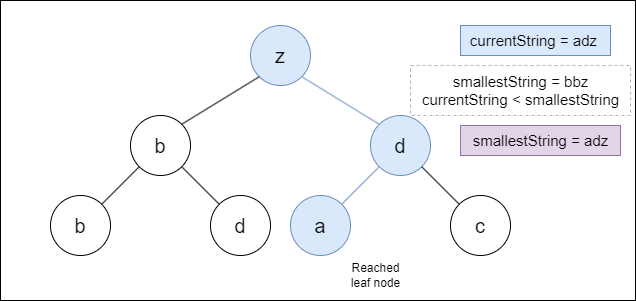 z
currentString = adz
smallestString = bbz
currentString < smallestString
b
d
smallestString = adz
b
d
a
c
Reached
leaf node